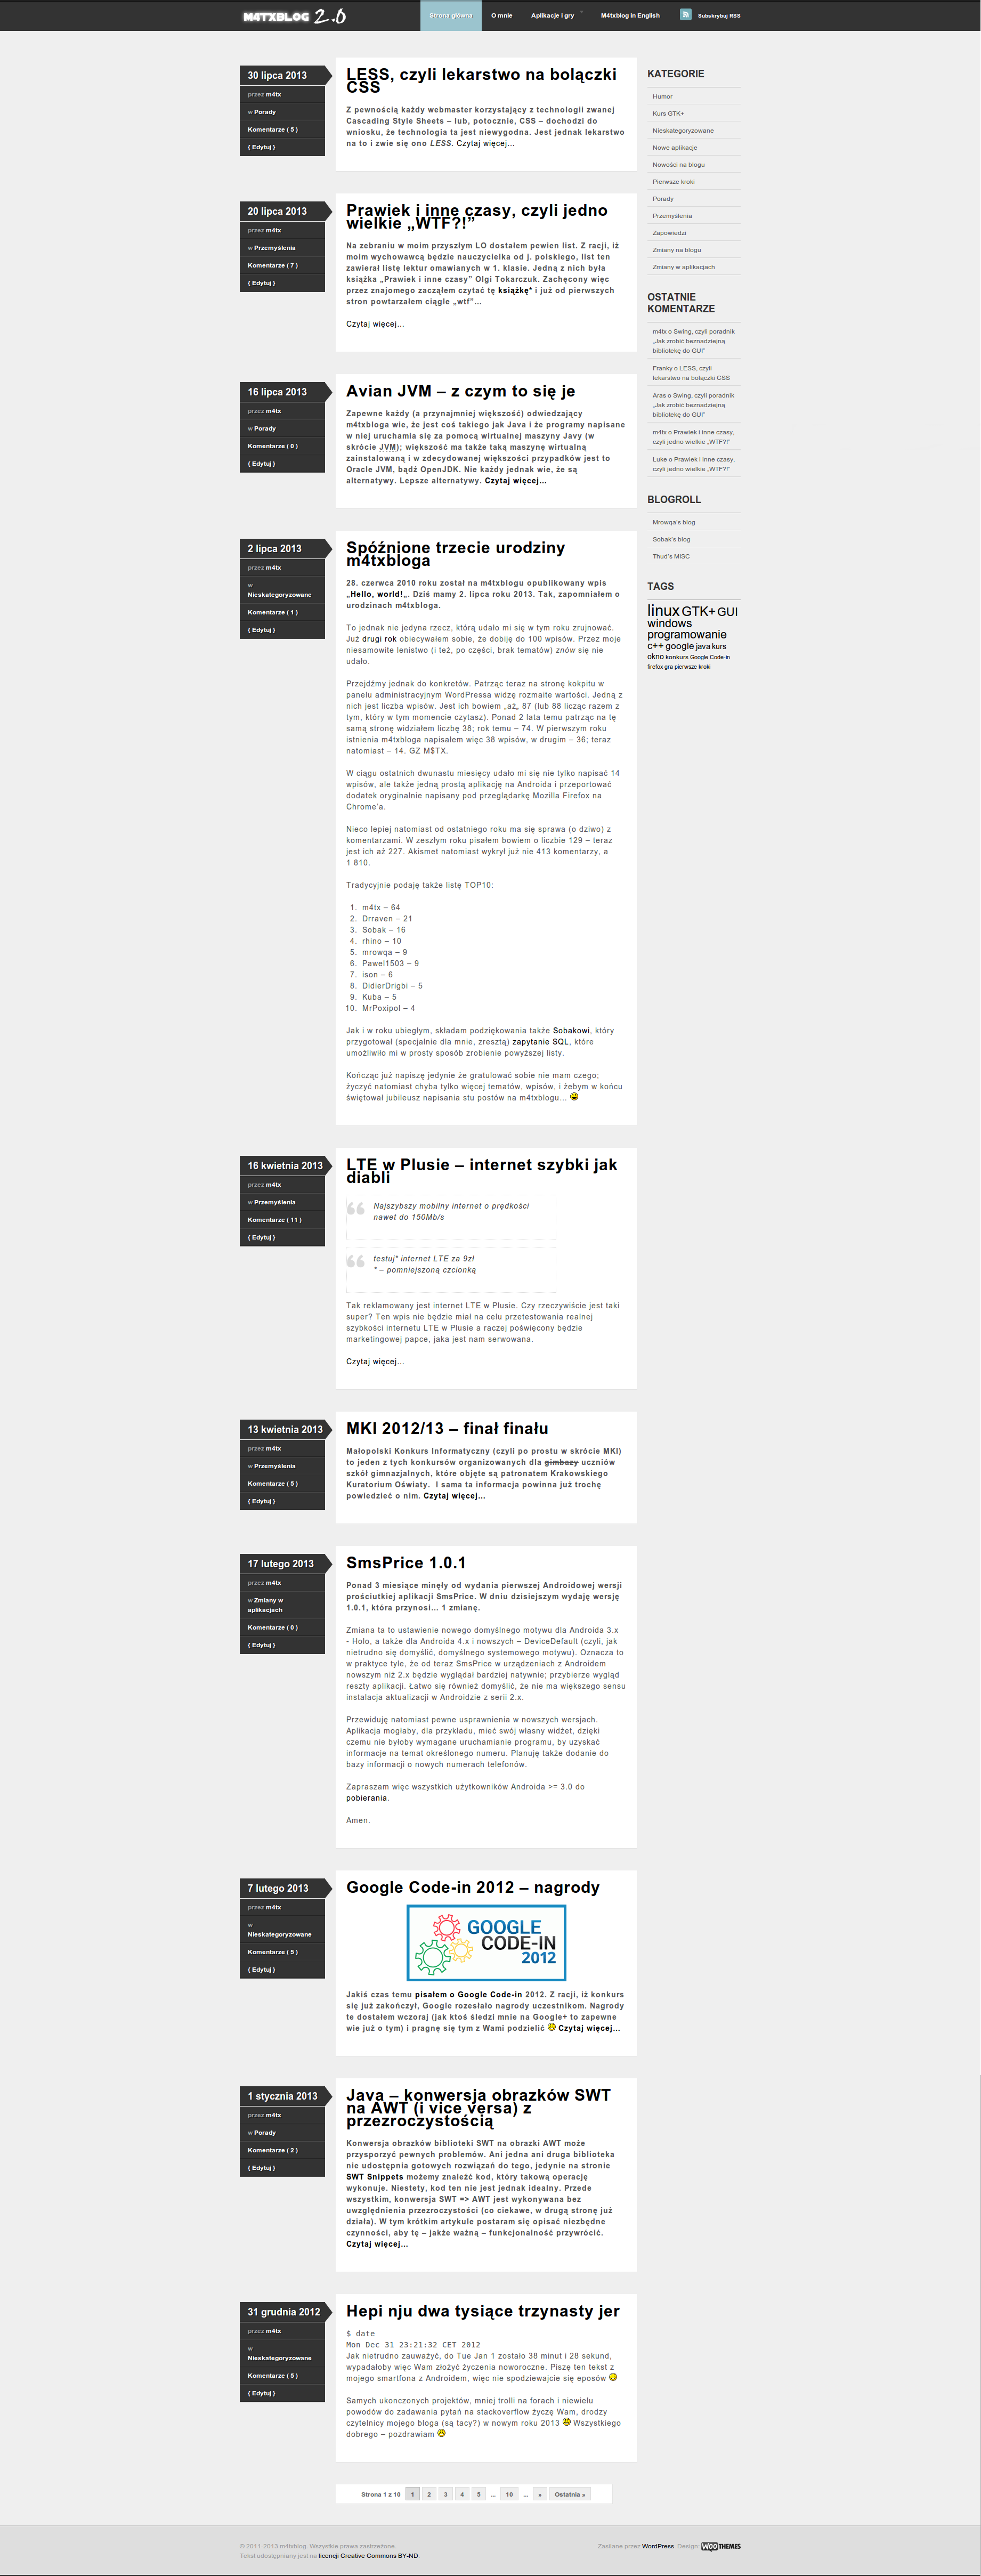 M4TXBLOG 2.0
Strona główna
O mnie
Aplikacje i gry
M4txblog in English
Subskrybuj RSS
30 lipca 2013
przez m4tx
w Porady
Komentarze ( 5 )
{ Edytuj }
LESS, czyli lekarstwo na bolączki
CSS
Z pewnością każdy webmaster korzystający z technologii zwanej
Cascading Style Sheets – lub, potocznie, CSS – dochodzi do
wniosku, że technologia ta jest niewygodna. Jest jednak lekarstwo
na to i zwie się ono LESS. Czytaj więcej…
20 lipca 2013
przez m4tx
w Przemyślenia
Komentarze ( 7 )
{ Edytuj }
Prawiek i inne czasy, czyli jedno
wielkie „WTF?!”
Na zebraniu w moim przyszłym LO dostałem pewien list. Z racji, iż
moim wychowawcą będzie nauczycielka od j. polskiego, list ten
zawierał listę lektur omawianych w 1. klasie. Jedną z nich była
książka „Prawiek i inne czasy” Olgi Tokarczuk. Zachęcony więc
przez znajomego zacząłem czytać tę książkę* i już od pierwszych
stron powtarzałem ciągle „wtf”…
Czytaj więcej…
16 lipca 2013
przez m4tx
w Porady
Komentarze ( 0 )
{ Edytuj }
Avian JVM – z czym to się je
Zapewne każdy (a przynajmniej większość) odwiedzający
m4txbloga wie, że jest coś takiego jak Java i że programy napisane
w niej uruchamia się za pomocą wirtualnej maszyny Javy (w
skrócie JVM); większość ma także taką maszynę wirtualną
zainstalowaną i w zdecydowanej większości przypadków jest to
Oracle JVM, bądź OpenJDK. Nie każdy jednak wie, że są
alternatywy. Lepsze alternatywy. Czytaj więcej…
2 lipca 2013
przez m4tx
w
Nieskategoryzowane
Komentarze ( 1 )
{ Edytuj }
Spóźnione trzecie urodziny
m4txbloga
28. czerwca 2010 roku został na m4txblogu opublikowany wpis
„Hello, world!„. Dziś mamy 2. lipca roku 2013. Tak, zapomniałem o
urodzinach m4txbloga.
To jednak nie jedyna rzecz, którą udało mi się w tym roku zrujnować.
Już drugi rok obiecywałem sobie, że dobiję do 100 wpisów. Przez moje
niesamowite lenistwo (i też, po części, brak tematów) znów się nie
udało.
Przejdźmy jednak do konkretów. Patrząc teraz na stronę kokpitu w
panelu administracyjnym WordPressa widzę rozmaite wartości. Jedną z
nich jest liczba wpisów. Jest ich bowiem „aż„ 87 (lub 88 licząc razem z
tym, który w tym momencie czytasz). Ponad 2 lata temu patrząc na tę
samą stronę widziałem liczbę 38; rok temu – 74. W pierwszym roku
istnienia m4txbloga napisałem więc 38 wpisów, w drugim – 36; teraz
natomiast – 14. GZ M$TX.
W ciągu ostatnich dwunastu miesięcy udało mi się nie tylko napisać 14
wpisów, ale także jedną prostą aplikację na Androida i przeportować
dodatek oryginalnie napisany pod przeglądarkę Mozilla Firefox na
Chrome’a.
Nieco lepiej natomiast od ostatniego roku ma się sprawa (o dziwo) z
komentarzami. W zeszłym roku pisałem bowiem o liczbie 129 – teraz
jest ich aż 227. Akismet natomiast wykrył już nie 413 komentarzy, a
1 810.
Tradycyjnie podaję także listę TOP10:
1. m4tx – 64
2. Drraven – 21
3. Sobak – 16
4. rhino – 10
5. mrowqa – 9
6. Pawel1503 – 9
7. ison – 6
8. DidierDrigbi – 5
9. Kuba – 5
10. MrPoxipol – 4
Jak i w roku ubiegłym, składam podziękowania także Sobakowi, który
przygotował (specjalnie dla mnie, zresztą) zapytanie SQL, które
umożliwiło mi w prosty sposób zrobienie powyższej listy.
Kończąc już napiszę jedynie że gratulować sobie nie mam czego;
życzyć natomiast chyba tylko więcej tematów, wpisów, i żebym w końcu
świętował jubileusz napisania stu postów na m4txblogu…
16 kwietnia 2013
przez m4tx
w Przemyślenia
Komentarze ( 11 )
{ Edytuj }
LTE w Plusie – internet szybki jak
diabli
Najszybszy mobilny internet o prędkości
nawet do 150Mb/s
testuj* internet LTE za 9zł
* – pomniejszoną czcionką
Tak reklamowany jest internet LTE w Plusie. Czy rzeczywiście jest taki
super? Ten wpis nie będzie miał na celu przetestowania realnej
szybkości internetu LTE w Plusie a raczej poświęcony będzie
marketingowej papce, jaka jest nam serwowana.
Czytaj więcej…
13 kwietnia 2013
przez m4tx
w Przemyślenia
Komentarze ( 5 )
{ Edytuj }
MKI 2012/13 – finał finału
Małopolski Konkurs Informatyczny (czyli po prostu w skrócie MKI)
to jeden z tych konkursów organizowanych dla gimbazy uczniów
szkół gimnazjalnych, które objęte są patronatem Krakowskiego
Kuratorium Oświaty. I sama ta informacja powinna już trochę
powiedzieć o nim. Czytaj więcej…
17 lutego 2013
przez m4tx
w Zmiany w
aplikacjach
Komentarze ( 0 )
{ Edytuj }
SmsPrice 1.0.1
Ponad 3 miesiące minęły od wydania pierwszej Androidowej wersji
prościutkiej aplikacji SmsPrice. W dniu dzisiejszym wydaję wersję
1.0.1, która przynosi… 1 zmianę.
Zmiana ta to ustawienie nowego domyślnego motywu dla Androida 3.x
- Holo, a także dla Androida 4.x i nowszych – DeviceDefault (czyli, jak
nietrudno się domyślić, domyślnego systemowego motywu). Oznacza to
w praktyce tyle, że od teraz SmsPrice w urządzeniach z Androidem
nowszym niż 2.x będzie wyglądał bardziej natywnie; przybierze wygląd
reszty aplikacji. Łatwo się również domyślić, że nie ma większego sensu
instalacja aktualizacji w Androidzie z serii 2.x.
Przewiduję natomiast pewne usprawnienia w nowszych wersjach.
Aplikacja mogłaby, dla przykładu, mieć swój własny widżet, dzięki
czemu nie byłoby wymagane uruchamianie programu, by uzyskać
informacje na temat określonego numeru. Planuję także dodanie do
bazy informacji o nowych numerach telefonów.
Zapraszam więc wszystkich użytkowników Androida >= 3.0 do
pobierania.
Amen.
7 lutego 2013
przez m4tx
w
Nieskategoryzowane
Komentarze ( 5 )
{ Edytuj }
Google Code-in 2012 – nagrody
GOOGLE
CODE-IN
2012
Jakiś czas temu pisałem o Google Code-in 2012. Z racji, iż konkurs
się już zakończył, Google rozesłało nagrody uczestnikom. Nagrody
te dostałem wczoraj (jak ktoś śledzi mnie na Google+ to zapewne
wie już o tym) i pragnę się tym z Wami podzielić Czytaj więcej…
1 stycznia 2013
przez m4tx
w Porady
Komentarze ( 2 )
{ Edytuj }
Java – konwersja obrazków SWT
na AWT (i vice versa) z
przezroczystością
Konwersja obrazków biblioteki SWT na obrazki AWT może
przysporzyć pewnych problemów. Ani jedna ani druga biblioteka
nie udostępnia gotowych rozwiązań do tego, jedynie na stronie
SWT Snippets możemy znaleźć kod, który taką operację
wykonuje. Niestety, kod ten nie jest jednak idealny. Przede
wszystkim, konwersja SWT => AWT jest wykonywana bez
uwzględnienia przezroczystości (co ciekawe, w drugą stronę już
działa). W tym krótkim artykule postaram się opisać niezbędne
czynności, aby tę – jakże ważną – funkcjonalność przywrócić.
Czytaj więcej…
31 grudnia 2012
przez m4tx
w
Nieskategoryzowane
Komentarze ( 5 )
{ Edytuj }
Hepi nju dwa tysiące trzynasty jer
$ date
Mon Dec 31 23:21:32 CET 2012
Jak nietrudno zauważyć, do Tue Jan 1 zostało 38 minut i 28 sekund,
wypadałoby więc Wam złożyć życzenia noworoczne. Piszę ten tekst z
mojego smartfona z Androidem, więc nie spodziewajcie się eposów
Samych ukonczonych projektów, mniej trolli na forach i niewielu
powodów do zadawania pytań na stackoverflow życzę Wam, drodzy
czytelnicy mojego bloga (są tacy?) w nowym roku 2013 Wszystkiego
dobrego – pozdrawiam
Strona 1 z 10 1 2 3 4 5 ... 10 ... » Ostatnia »
KATEGORIE
Humor
Kurs GTK+
Nieskategoryzowane
Nowe aplikacje
Nowości na blogu
Pierwsze kroki
Porady
Przemyślenia
Zapowiedzi
Zmiany na blogu
Zmiany w aplikacjach
OSTATNIE
KOMENTARZE
m4tx o Swing, czyli poradnik
„Jak zrobić beznadziejną
bibliotekę do GUI”
Franky o LESS, czyli
lekarstwo na bolączki CSS
Aras o Swing, czyli poradnik
„Jak zrobić beznadziejną
bibliotekę do GUI”
m4tx o Prawiek i inne czasy,
czyli jedno wielkie „WTF?!”
Luke o Prawiek i inne czasy,
czyli jedno wielkie „WTF?!”
BLOGROLL
Mrowqa's blog
Sobak's blog
Thud's MISC
TAGS
linux GTK+ GUI
windows
programowanie
c++ google java kurs
okno konkurs Google Code-in
firefox gra pierwsze kroki
© 2011-2013 m4txblog. Wszystkie prawa zastrzeżone.
Tekst udostępniany jest na licencji Creative Commons BY-ND.
Zasilane przez WordPress. Design: WOOTHEMES